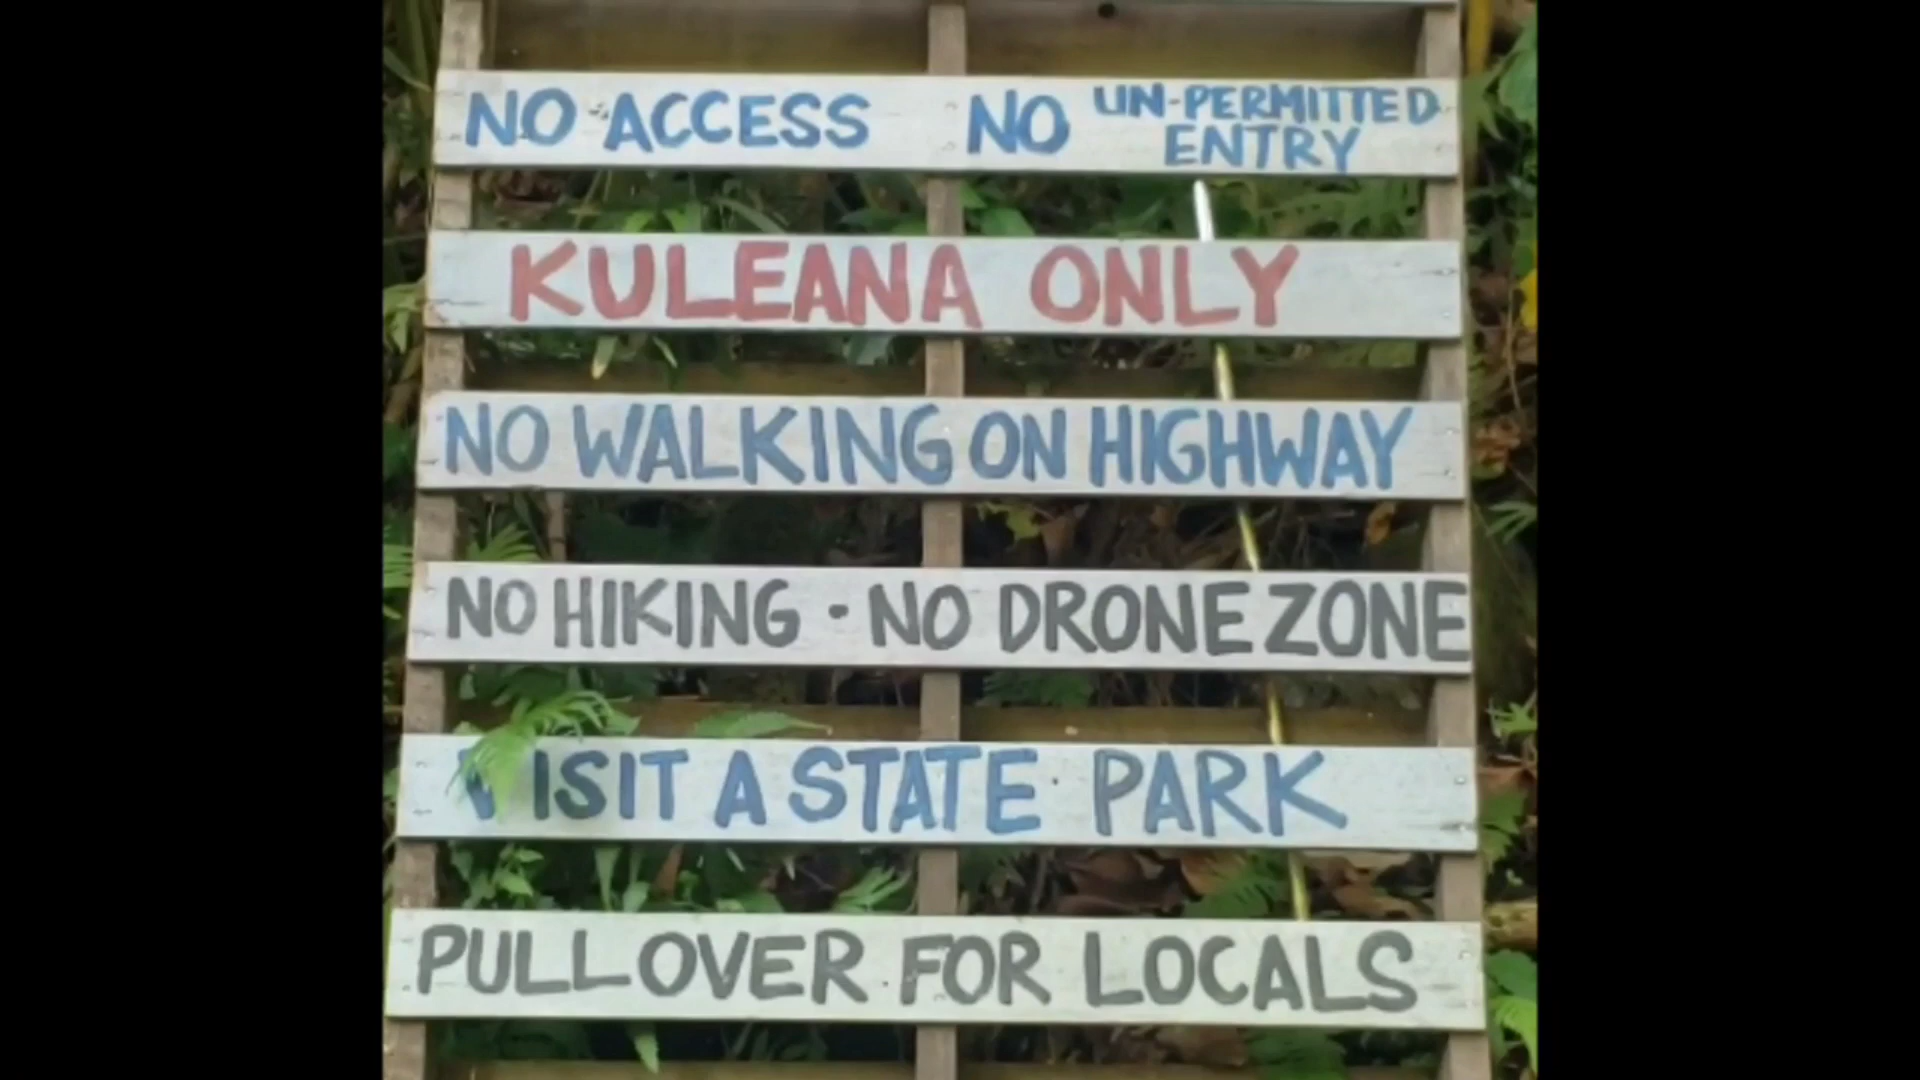 NO ACCESS NO UN-PERMITTED ENTRY
KULEANA ONLY
NO WALKING ON HIGHWAY
NO HIKING · NO DRONE ZONE
VISIT A STATE PARK
PULL OVER FOR LOCALS